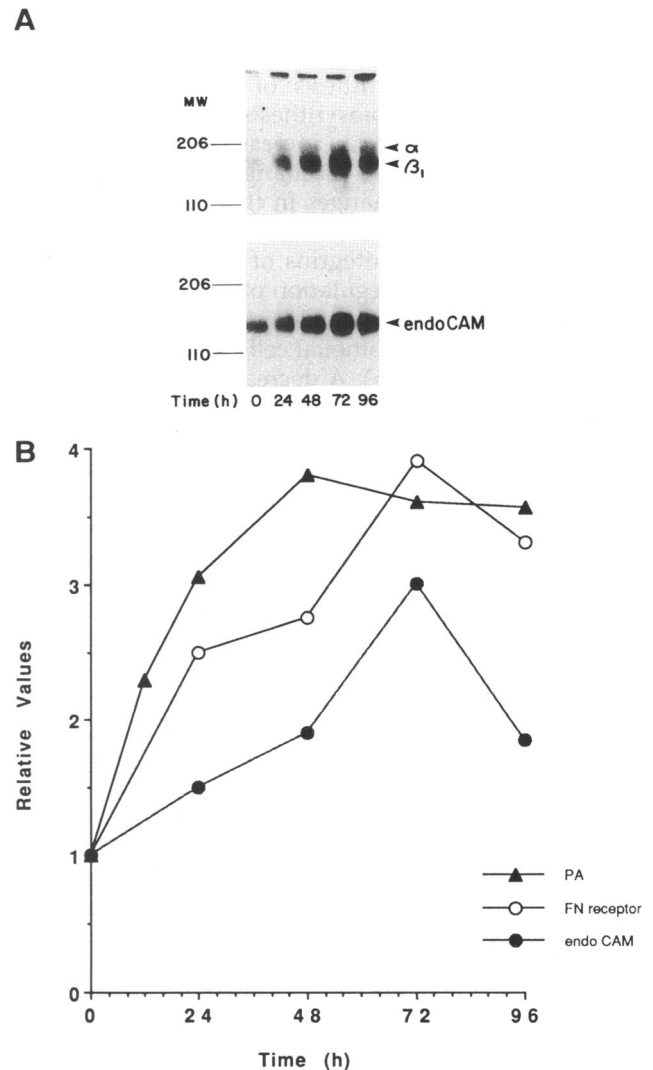 A
MW
206
α
β1
110
206
endoCAM
110
Time (h) 0 24 48 72 96
B
4
3
2
1
0
Relative Values
PA
FN receptor
endo CAM
0 24 48 72 96
Time (h)